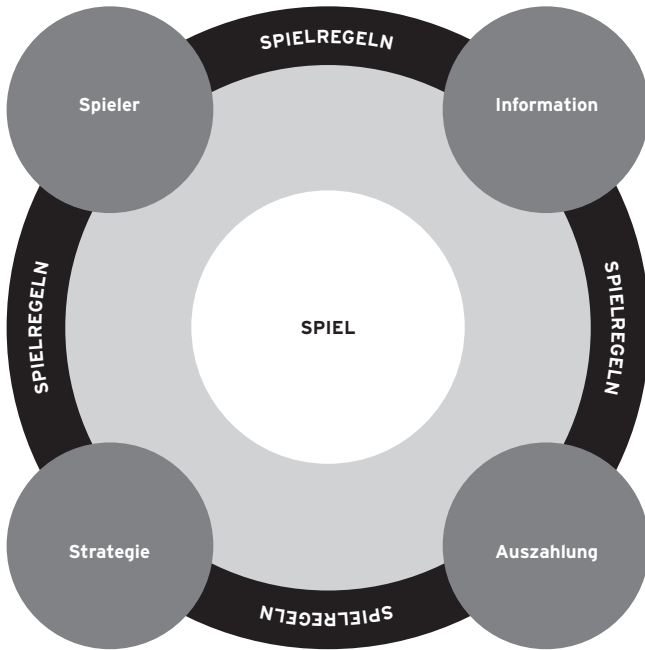 SPIELREGELN
Spieler
Information
SPIELREGELN
SPIEL
SPIELREGELN
Strategie
Auszahlung
SPIELREGELN